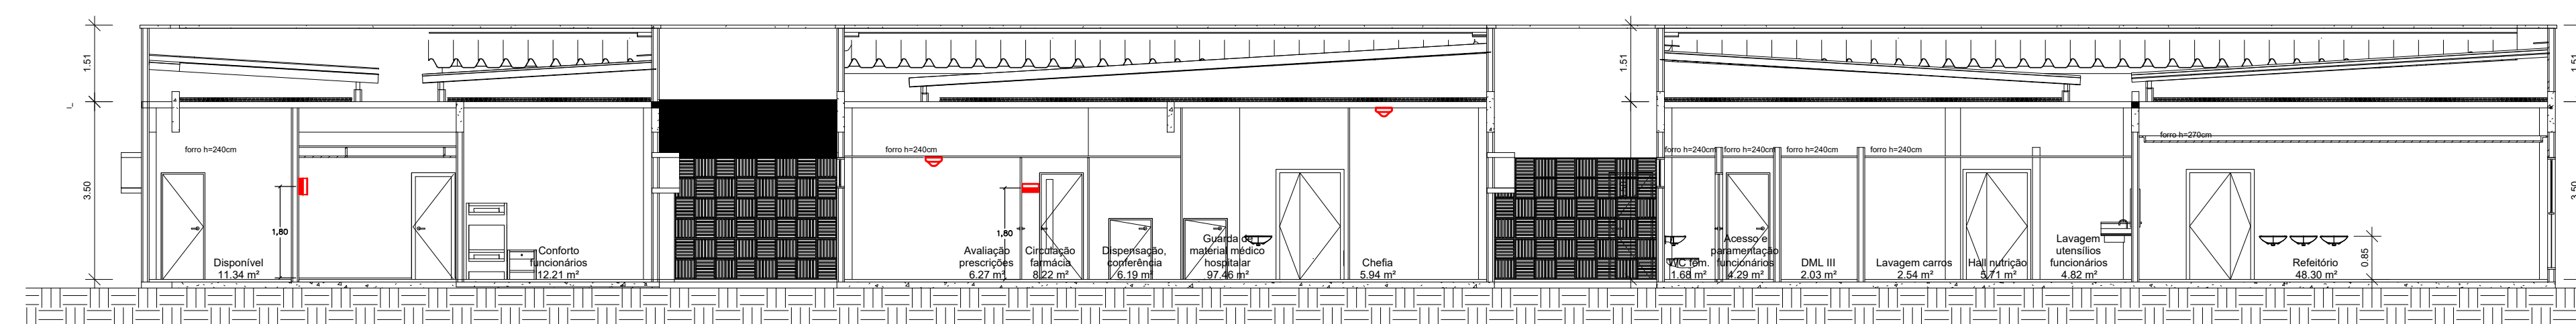 1.51
3.50
forro h=240cm
1,80
Disponível
11.34 m²
Conforto
funcionários
12.21 m²
forro h=240cm
1,80
Avaliação
prescrições
6.27 m²
Circulação
farmácia
8.22 m²
Dispensação,
conferência
6.19 m²
Guarda de
material médico
hospitalar
97.46 m²
Chefia
5.94 m²
1.51
forro h=240cm
forro h=240cm
forro h=240cm
forro h=240cm
WC fem.
1.68 m²
Acesso e
paramentação
funcionários
4.29 m²
DML III
2.03 m²
Lavagem carros
2.54 m²
Hall nutrição
5.71 m²
Lavagem
utensílios
funcionários
4.82 m²
forro h=270cm
Refeitório
48.30 m²
0.85
1.51
3.50